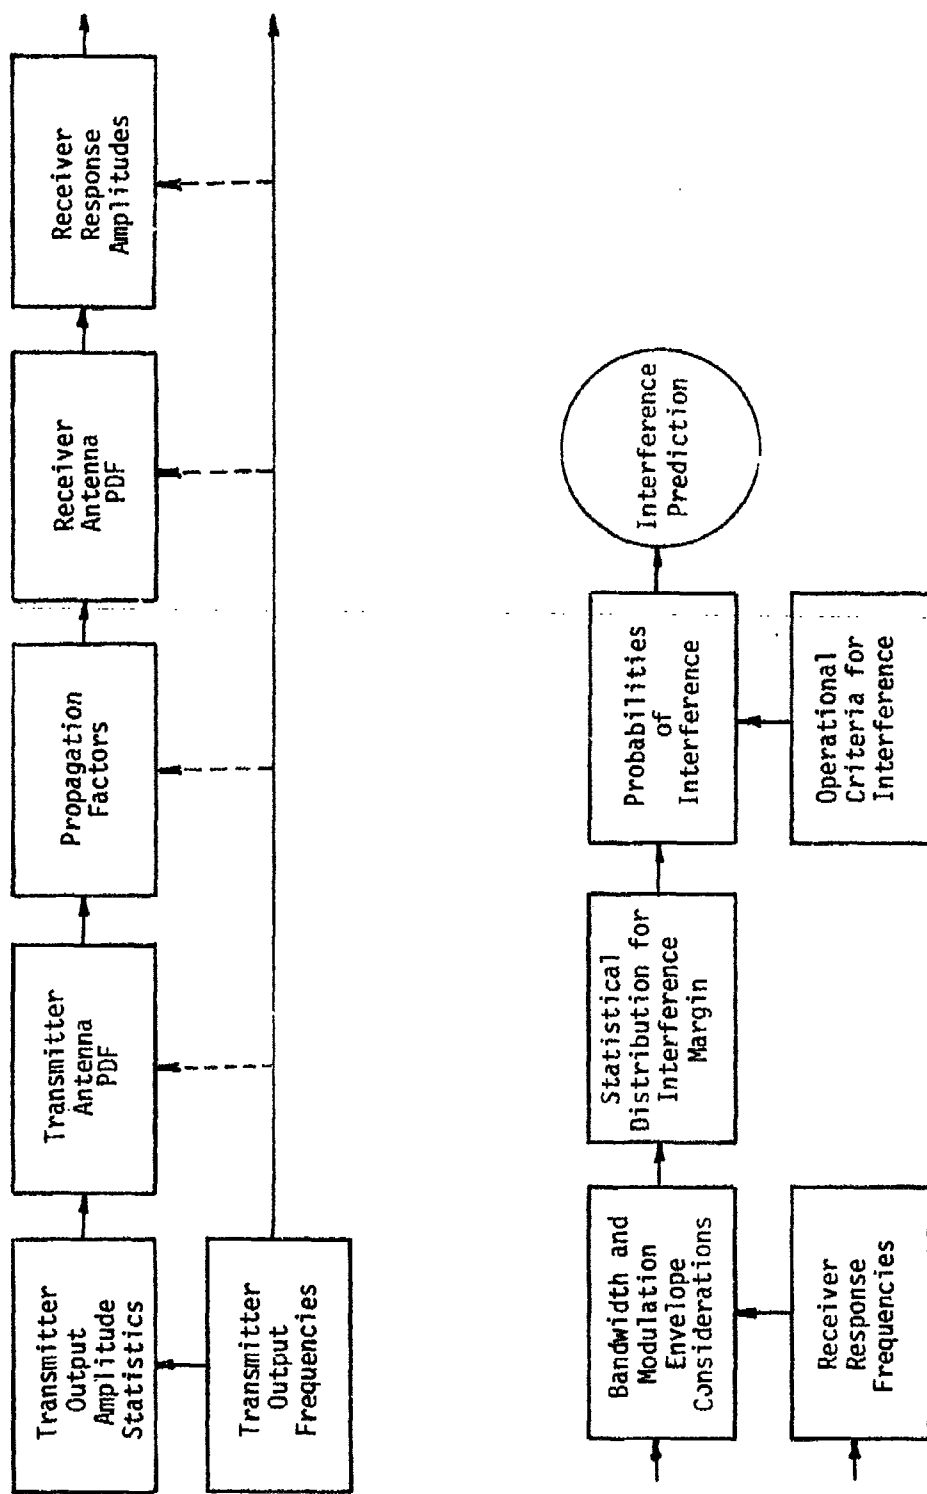 Transmitter
Output
Amplitude
Statistics
Transmitter
Antenna
PDF
Propagation
Factors
Receiver
Antenna
PDF
Receiver
Response
Amplitudes
Transmitter
Output
Frequencies
Bandwidth and
Modulation
Envelope
Considerations
Statistical
Distribution for
Interference
Margin
Probabilities
of
Interference
Interference
Prediction
Receiver
Response
Frequencies
Operational
Criteria for
Interference